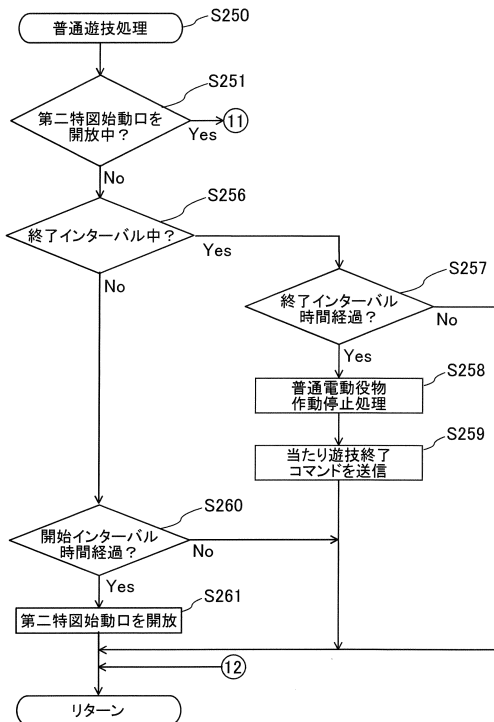 普通遊技処理
S250
S251
第二特図始動口を
開放中？
Yes
⑪
No
S256
終了インターバル中？
Yes
No
S257
終了インターバル
時間経過？
No
Yes
S258
普通電動役物
作動停止処理
S259
当たり遊技終了
コマンドを送信
S260
開始インターバル
時間経過？
No
Yes
S261
第二特図始動口を開放
⑫
リターン